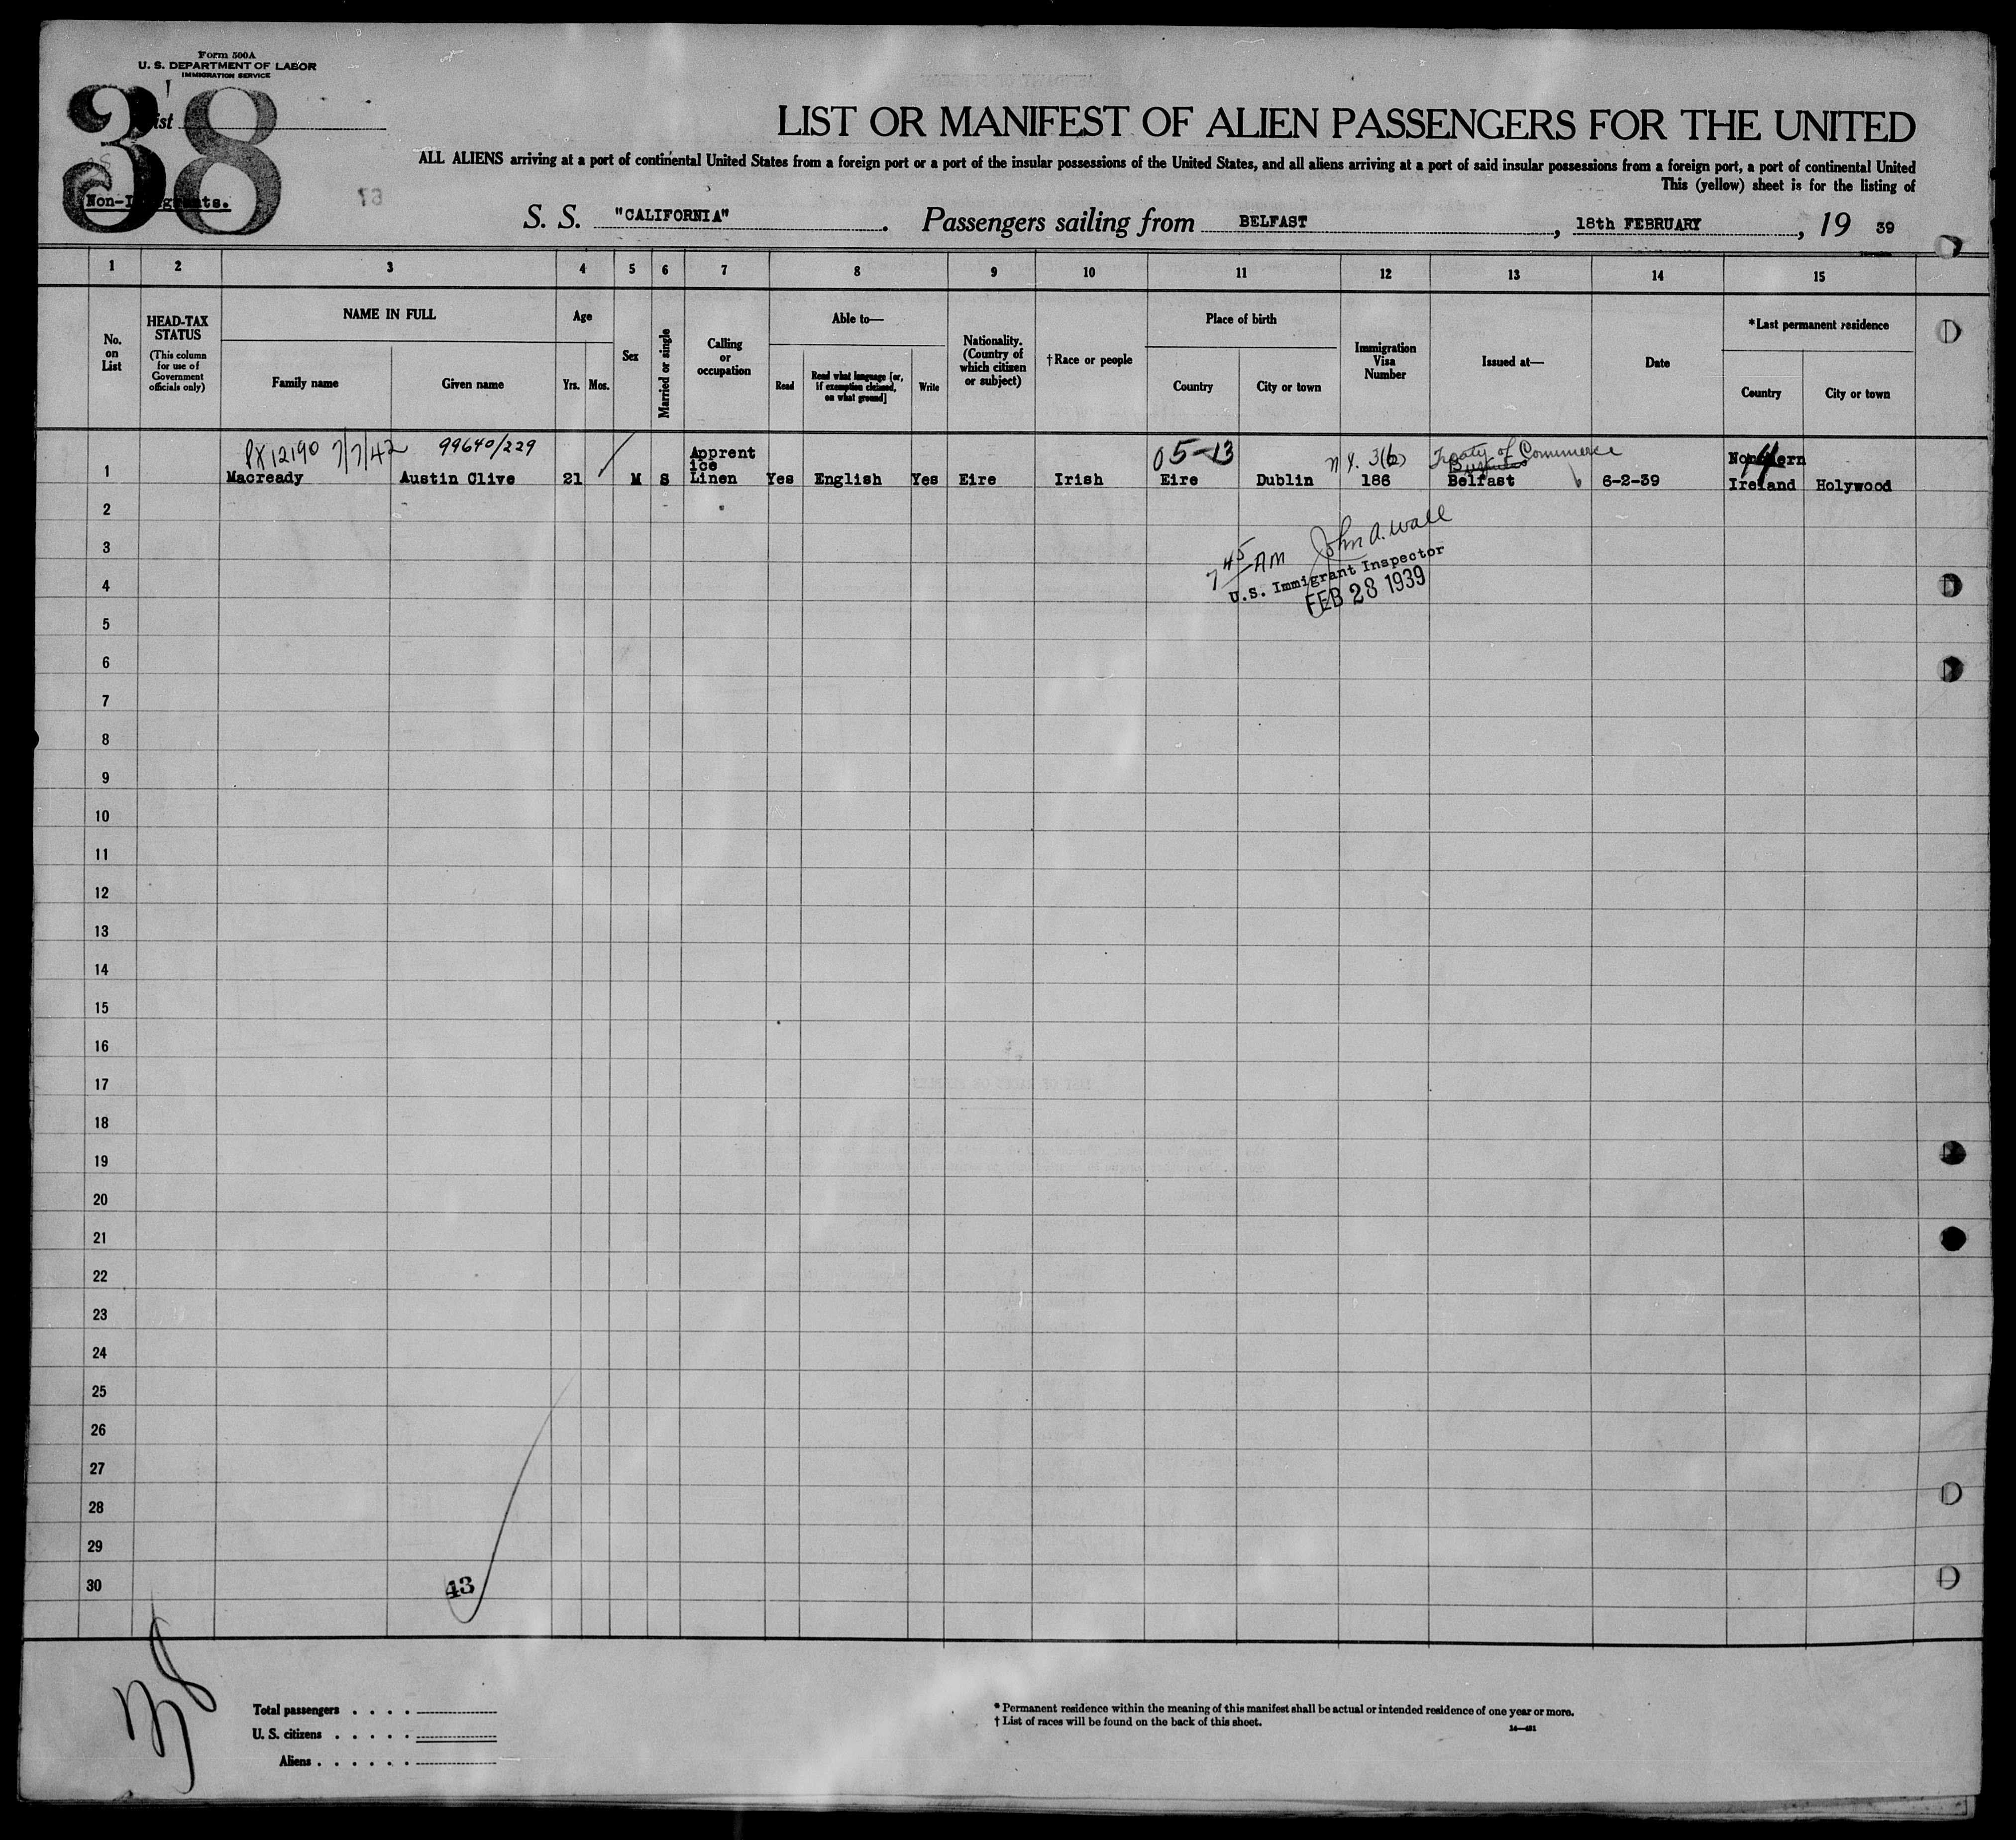 Form 500A
U. S. DEPARTMENT OF LABOR
IMMIGRATION SERVICE
38
List
Non-Immigrants.
LIST OR MANIFEST OF ALIEN PASSENGERS FOR THE UNITED
ALL ALIENS arriving at a port of continental United States from a foreign port or a port of the insular possessions of the United States, and all aliens arriving at a port of said insular possessions from a foreign port, a port of continental United
This (yellow) sheet is for the listing of
S. S. "CALIFORNIA". Passengers sailing from BELFAST, 18th FEBRUARY, 19 39
1 2 3 4 5 6 7 8 9 10 11 12 13 14 15
No. on List
HEAD-TAX STATUS (This column for use of Government officials only)
NAME IN FULL
Family name Given name
Age
Yrs. Mos.
Sex
Married or single
Calling or occupation
Able to—
Read Read what language [or, if exemption claimed, on what ground] Write
Nationality. (Country of which citizen or subject)
†Race or people
Place of birth
Country City or town
Immigration Visa Number
Issued at—
Date
*Last permanent residence
Country City or town
PX12190 7/7/42 99640/229
05-13 N.Y. 3(6) Treaty of Commerce
1 Macready Austin Clive 21 M S Apprentice Linen Yes English Yes Eire Irish Eire Dublin 186 Belfast 6-2-39 Northern Ireland Holywood
2
3
7 45 AM John A. Wall
U.S. Immigrant Inspector
FEB 28 1939
4
5
6
7
8
9
10
11
12
13
14
15
16
17
18
19
20
21
22
23
24
25
26
27
28
29
30
43
38
Total passengers . . . .
U. S. citizens . . . . .
Aliens . . . . . .
* Permanent residence within the meaning of this manifest shall be actual or intended residence of one year or more.
† List of races will be found on the back of this sheet.